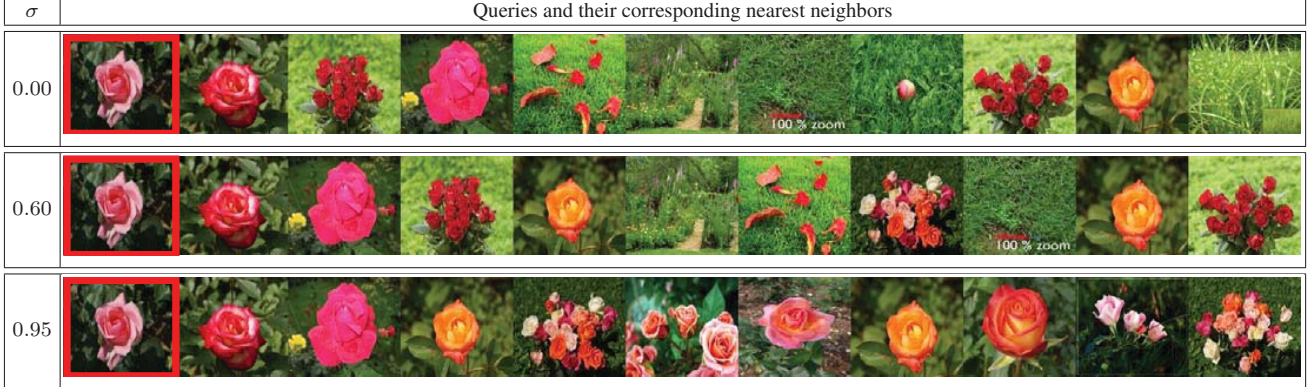 σ Queries and their corresponding nearest neighbors
0.00
100 % zoom
0.60
100 % zoom
0.95